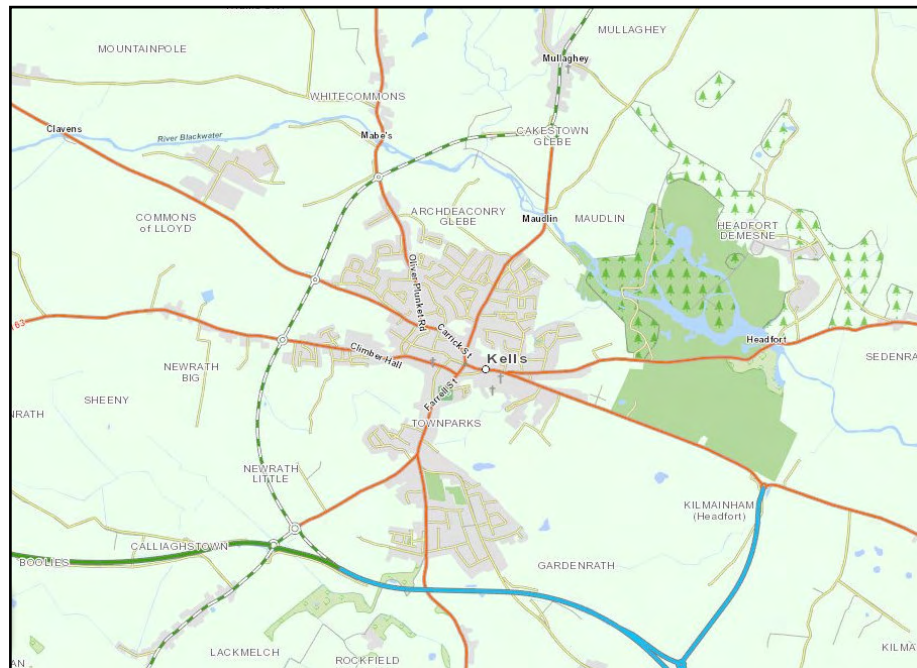 MOUNTAINPOLE
MULLAGHEY
Mullaghey
WHITECOMMONS
Clavens
River Blackwater
Mabe's
CAKESTOWN
GLEBE
COMMONS
of LLOYD
ARCHDEACONRY
GLEBE
Maudlin
MAUDLIN
HEADFORT
DEMESNE
Oliver Plunket Rd
Carrick St
63
Climber Hall
Kells
Headfort
SEDENRA
NEWRATH
BIG
Farrell St
SHEENY
NRATH
TOWNPARKS
NEWRATH
LITTLE
KILMAINHAM
(Headfort)
CALLIAGHSTOWN
BOOLIES
GARDENRATH
LACKMELCH
ROCKFIELD
AN
KILMA